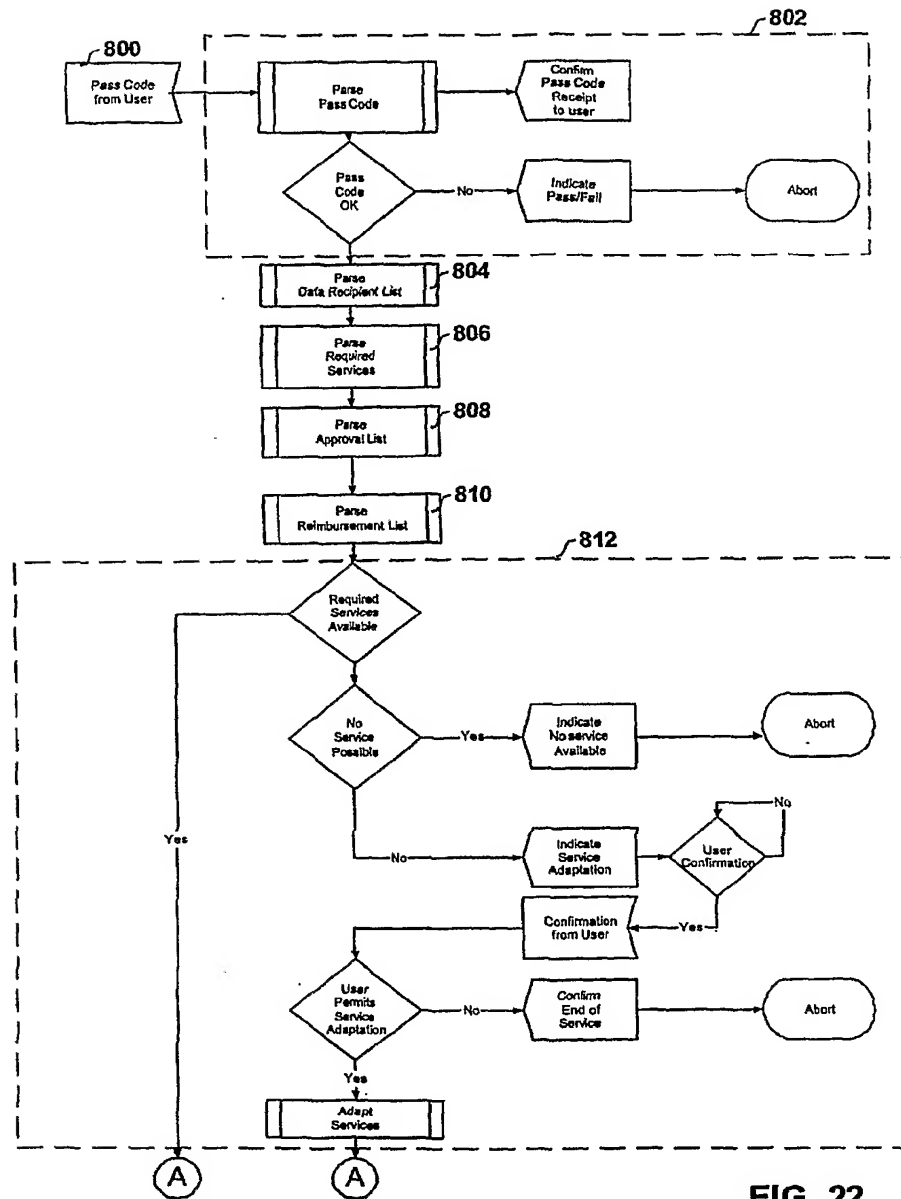 802
800
Pass Code
from User
Parse
Pass Code
Confirm
Pass Code
Receipt
to user
Pass
Code
OK
No
Indicate
Pass/Fail
Abort
Parse
Data Recipient List
804
Parse
Required
Services
806
Parse
Approval List
808
Parse
Reimbursement List
810
812
Required
Services
Available
No
Service
Possible
Yes
Indicate
No service
Available
Abort
Yes
No
Indicate
Service
Adaptation
User
Confirmation
No
Yes
Confirmation
from User
User
Permits
Service
Adaptation
No
Confirm
End of
Service
Abort
Yes
Adapt
Services
A
A
FIG. 22